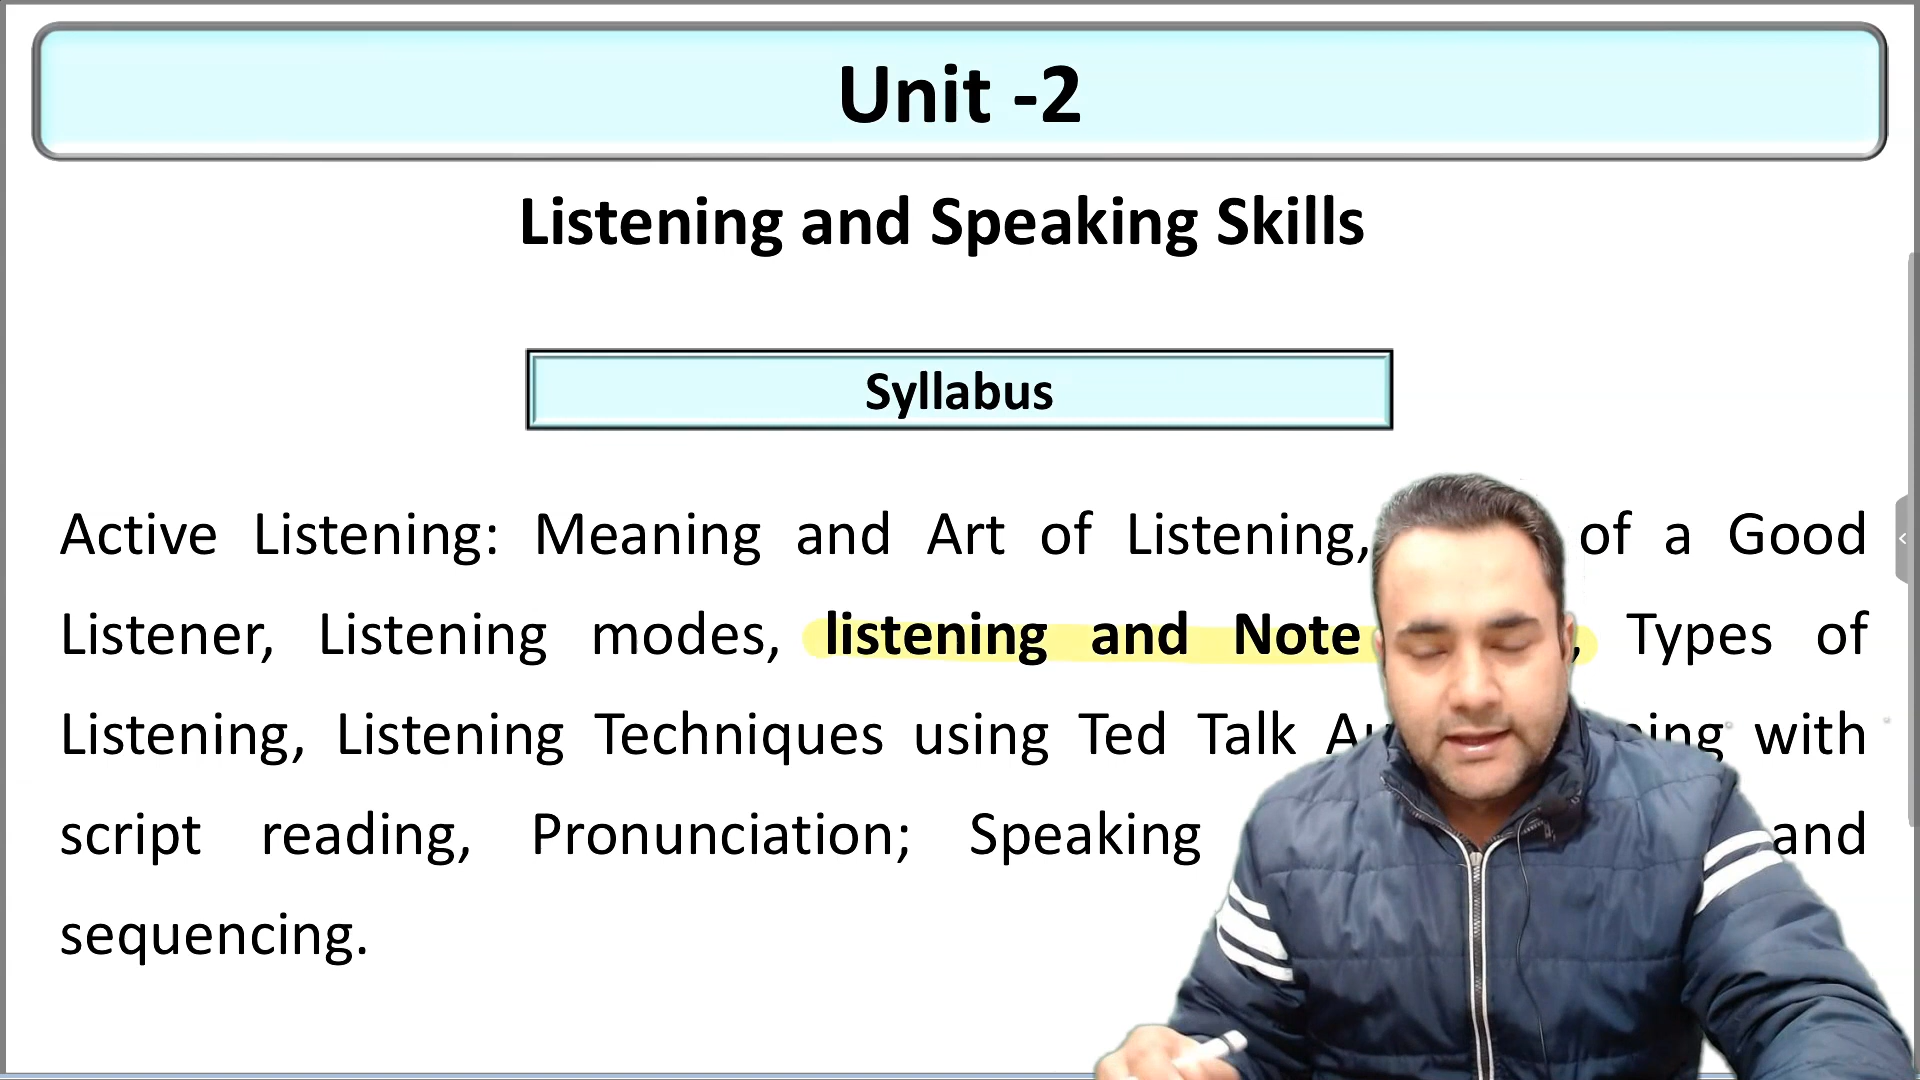 Unit -2
Listening and Speaking Skills
Syllabus
Active Listening: Meaning and Art of Listening, of a Good
Listener, Listening modes, listening and Note , Types of
Listening, Listening Techniques using Ted Talk with
script reading, Pronunciation; Speaking and
sequencing.